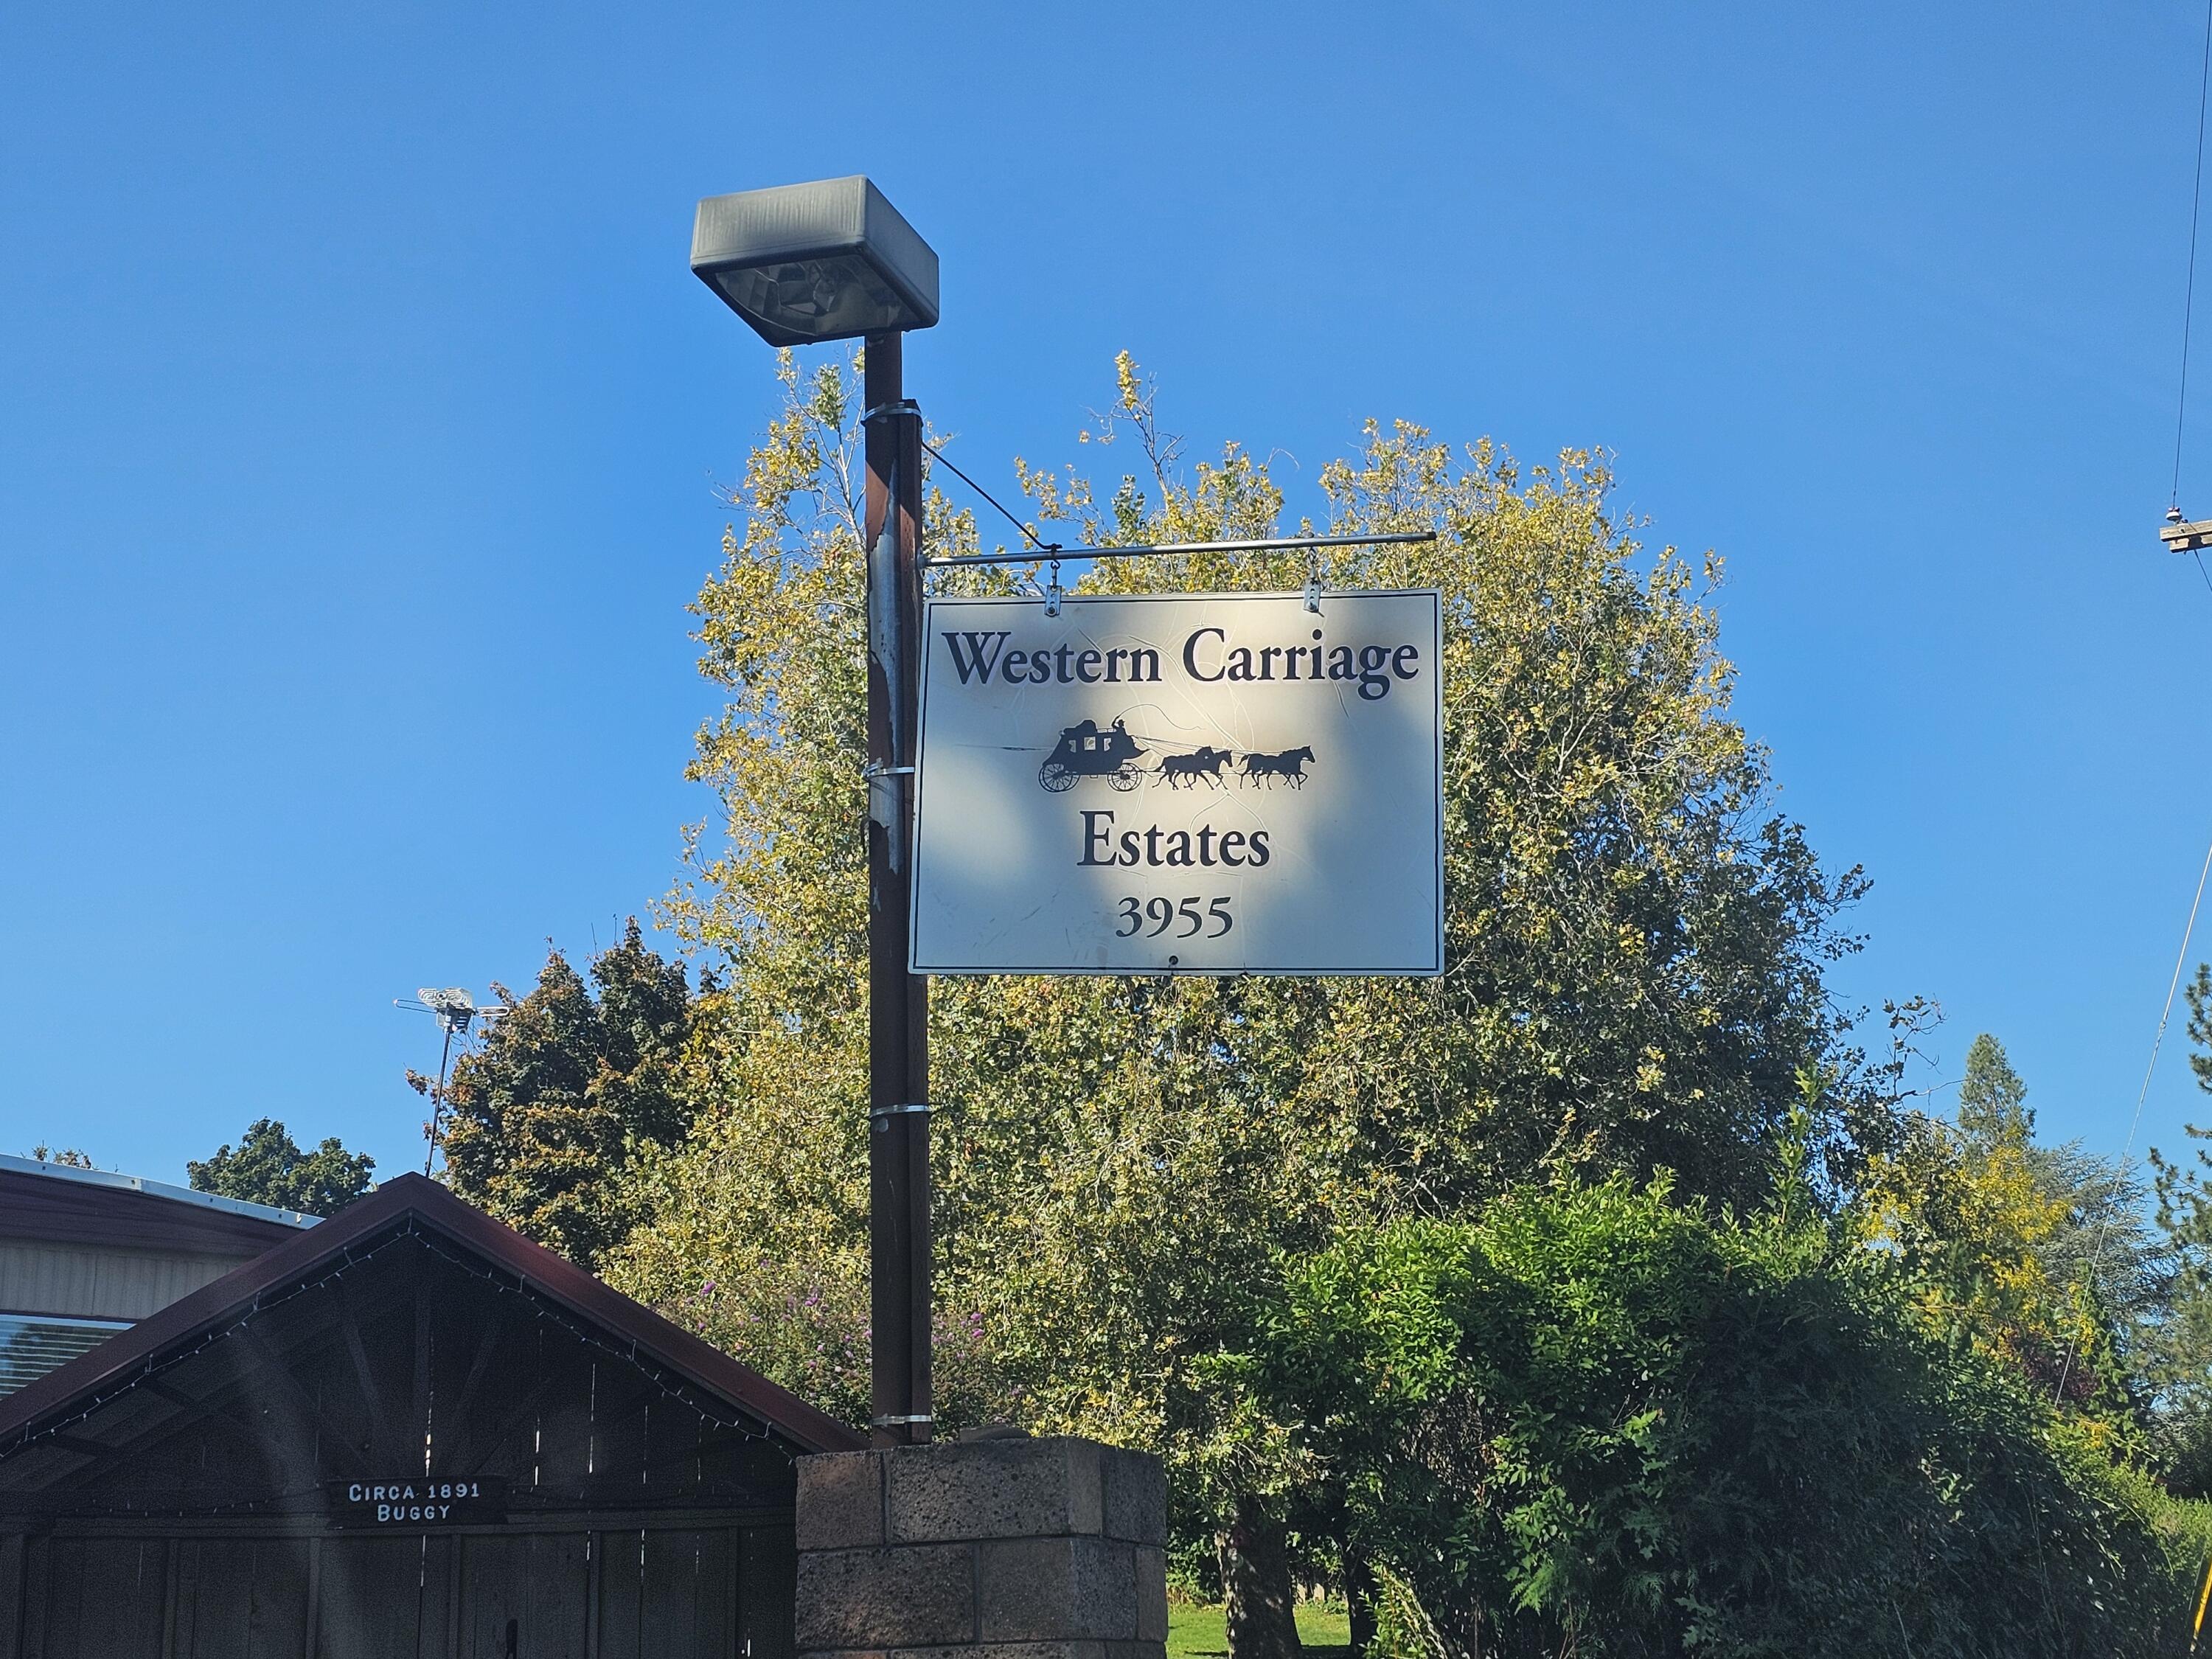 Western Carriage
Estates
3955
CIRCA 1891
BUGGY